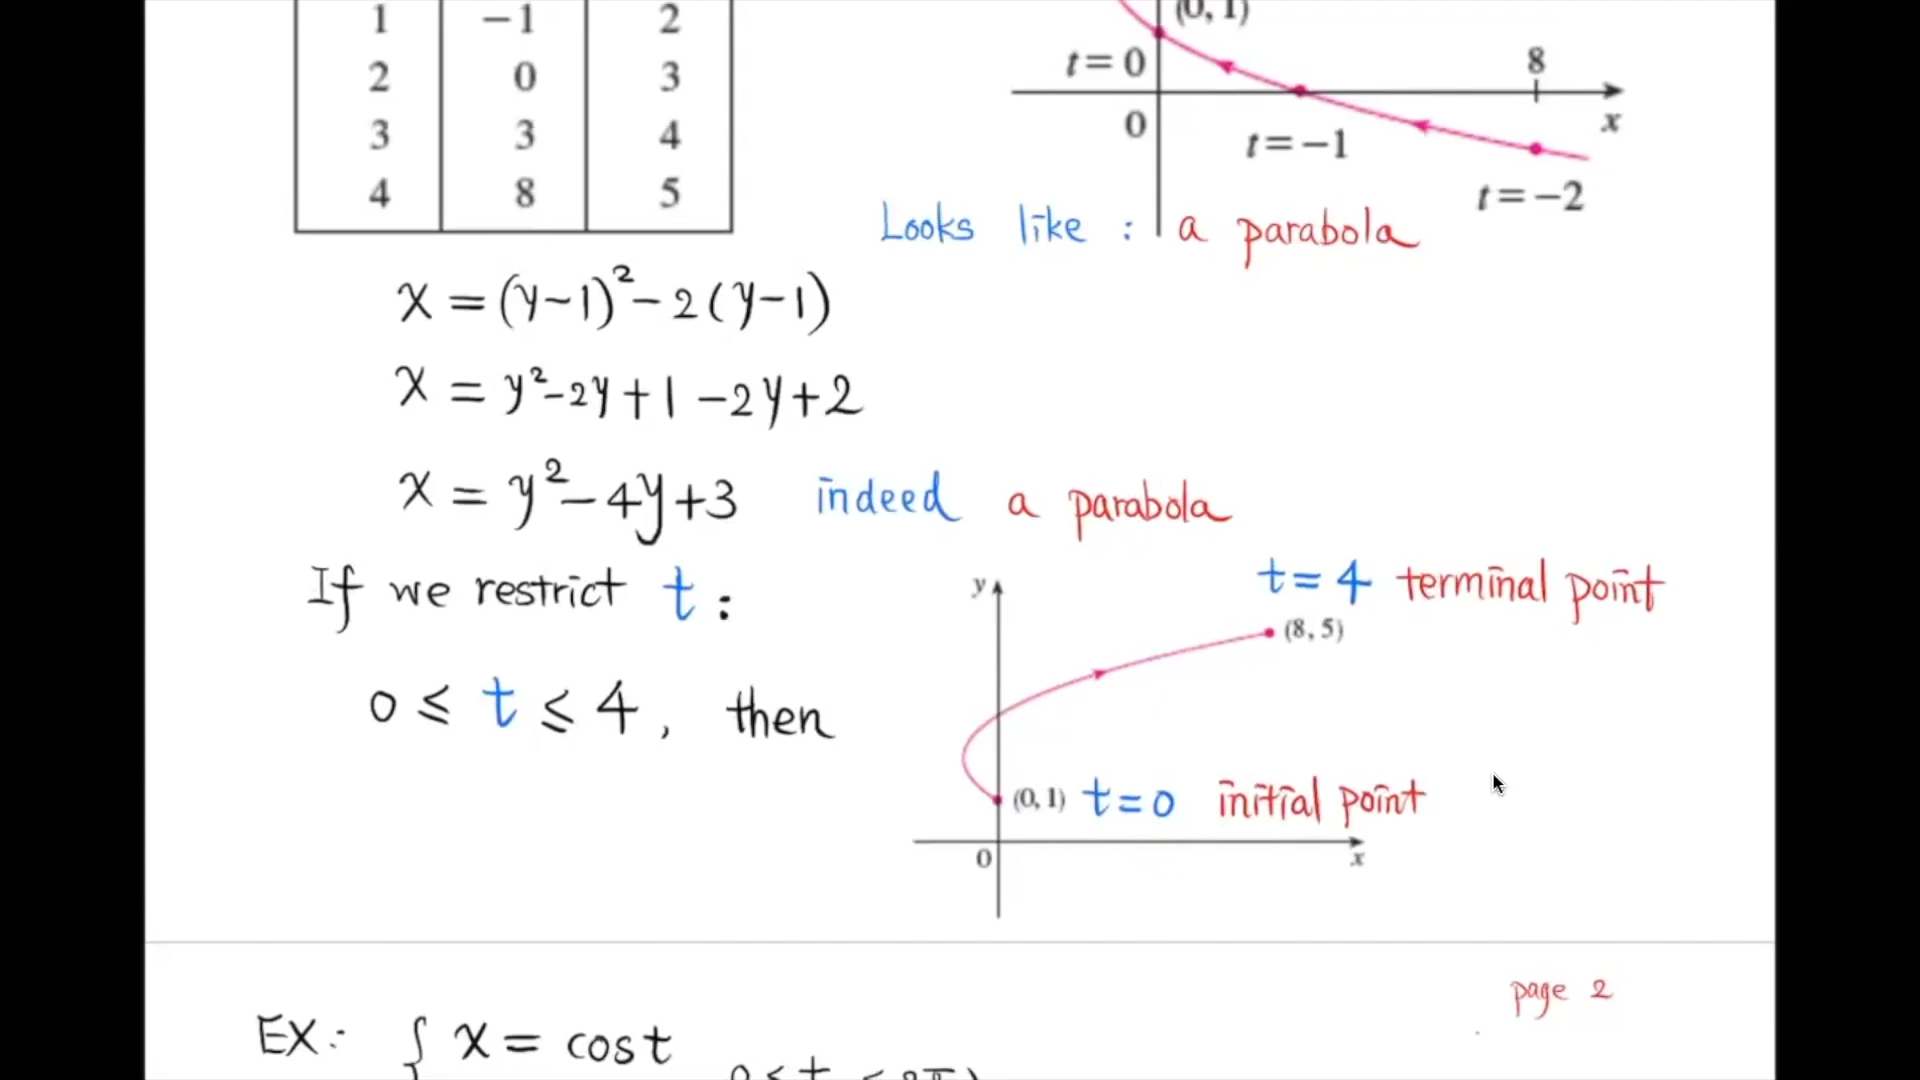 1 −1 2
2 0 3
3 3 4
4 8 5
(0, 1)
t = 0
8
0
t = −1
x
t = −2
Looks like : a parabola
x = (y−1)² − 2(y−1)
x = y² − 2y + 1 − 2y + 2
x = y² − 4y + 3 indeed a parabola
If we restrict t :
0 ≤ t ≤ 4 , then
y
t = 4 terminal point
(8, 5)
(0, 1) t = 0 initial point
0
x
page 2
EX: { x = cos t
0 ≤ t ≤ 2π